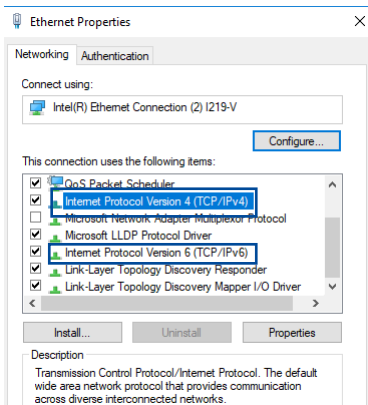 Ethernet Properties
Networking Authentication
Connect using:
Intel(R) Ethernet Connection (2) I219-V
Configure...
This connection uses the following items:
QoS Packet Scheduler
Internet Protocol Version 4 (TCP/IPv4)
Microsoft Network Adapter Multiplexor Protocol
Microsoft LLDP Protocol Driver
Internet Protocol Version 6 (TCP/IPv6)
Link-Layer Topology Discovery Responder
Link-Layer Topology Discovery Mapper I/O Driver
Install... Uninstall Properties
Description
Transmission Control Protocol/Internet Protocol. The default
wide area network protocol that provides communication
across diverse interconnected networks.